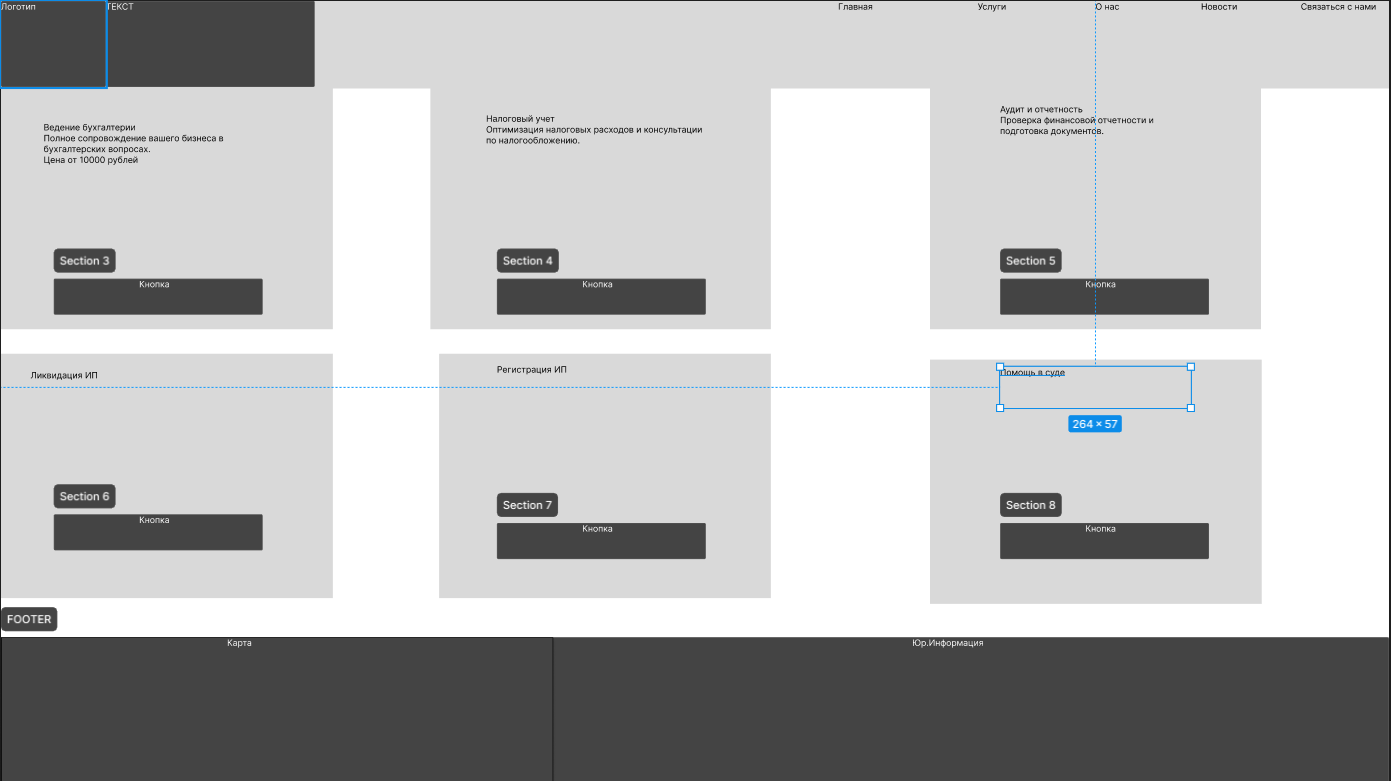 Логотип
ТЕКСТ
Главная
Услуги
О нас
Новости
Связаться с нами
Ведение бухгалтерии
Полное сопровождение вашего бизнеса в
бухгалтерских вопросах.
Цена от 10000 рублей
Налоговый учет
Оптимизация налоговых расходов и консультации
по налогообложению.
Аудит и отчетность
Проверка финансовой отчетности и
подготовка документов.
Section 3
Кнопка
Section 4
Кнопка
Section 5
Кнопка
Ликвидация ИП
Регистрация ИП
Помощь в суде
264 × 57
Section 6
Кнопка
Section 7
Кнопка
Section 8
Кнопка
FOOTER
Карта
Юр.Информация